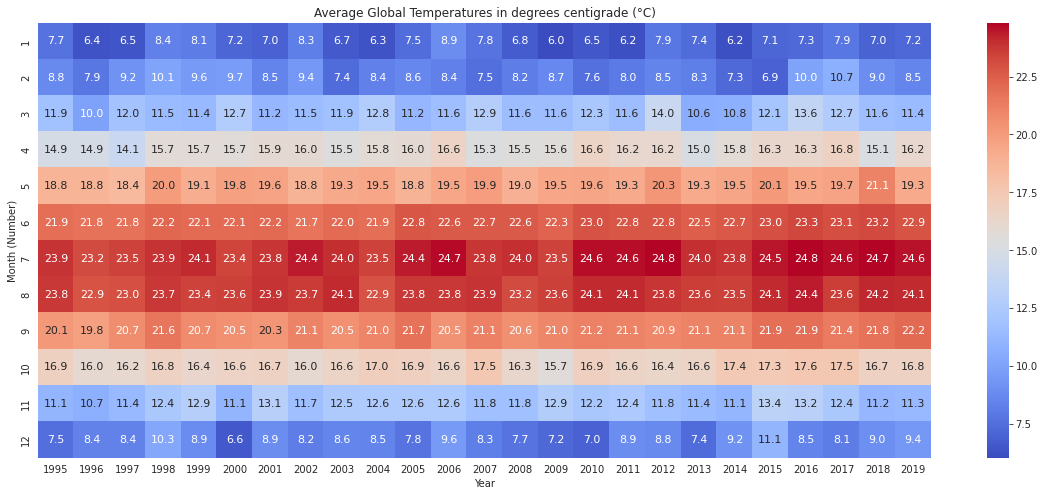 Average Global Temperatures in degrees centigrade (°C)
1 7.7 6.4 6.5 8.4 8.1 7.2 7.0 8.3 6.7 6.3 7.5 8.9 7.8 6.8 6.0 6.5 6.2 7.9 7.4 6.2 7.1 7.3 7.9 7.0 7.2
2 8.8 7.9 9.2 10.1 9.6 9.7 8.5 9.4 7.4 8.4 8.6 8.4 7.5 8.2 8.7 7.6 8.0 8.5 8.3 7.3 6.9 10.0 10.7 9.0 8.5
3 11.9 10.0 12.0 11.5 11.4 12.7 11.2 11.5 11.9 12.8 11.2 11.6 12.9 11.6 11.6 12.3 11.6 14.0 10.6 10.8 12.1 13.6 12.7 11.6 11.4
4 14.9 14.9 14.1 15.7 15.7 15.7 15.9 16.0 15.5 15.8 16.0 16.6 15.3 15.5 15.6 16.6 16.2 16.2 15.0 15.8 16.3 16.3 16.8 15.1 16.2
5 18.8 18.8 18.4 20.0 19.1 19.8 19.6 18.8 19.3 19.5 18.8 19.5 19.9 19.0 19.5 19.6 19.3 20.3 19.3 19.5 20.1 19.5 19.7 21.1 19.3
6 21.9 21.8 21.8 22.2 22.1 22.1 22.2 21.7 22.0 21.9 22.8 22.6 22.7 22.6 22.3 23.0 22.8 22.8 22.5 22.7 23.0 23.3 23.1 23.2 22.9
7 23.9 23.2 23.5 23.9 24.1 23.4 23.8 24.4 24.0 23.5 24.4 24.7 23.8 24.0 23.5 24.6 24.6 24.8 24.0 23.8 24.5 24.8 24.6 24.7 24.6
8 23.8 22.9 23.0 23.7 23.4 23.6 23.9 23.7 24.1 22.9 23.8 23.8 23.9 23.2 23.6 24.1 24.1 23.8 23.6 23.5 24.1 24.4 23.6 24.2 24.1
9 20.1 19.8 20.7 21.6 20.7 20.5 20.3 21.1 20.5 21.0 21.7 20.5 21.1 20.6 21.0 21.2 21.1 20.9 21.1 21.1 21.9 21.9 21.4 21.8 22.2
10 16.9 16.0 16.2 16.8 16.4 16.6 16.7 16.0 16.6 17.0 16.9 16.6 17.5 16.3 15.7 16.9 16.6 16.4 16.6 17.4 17.3 17.6 17.5 16.7 16.8
11 11.1 10.7 11.4 12.4 12.9 11.1 13.1 11.7 12.5 12.6 12.6 12.6 11.8 11.8 12.9 12.2 12.4 11.8 11.4 11.1 13.4 13.2 12.4 11.2 11.3
12 7.5 8.4 8.4 10.3 8.9 6.6 8.9 8.2 8.6 8.5 7.8 9.6 8.3 7.7 7.2 7.0 8.9 8.8 7.4 9.2 11.1 8.5 8.1 9.0 9.4
1995 1996 1997 1998 1999 2000 2001 2002 2003 2004 2005 2006 2007 2008 2009 2010 2011 2012 2013 2014 2015 2016 2017 2018 2019
Year
Month (Number)
22.5
20.0
17.5
15.0
12.5
10.0
7.5